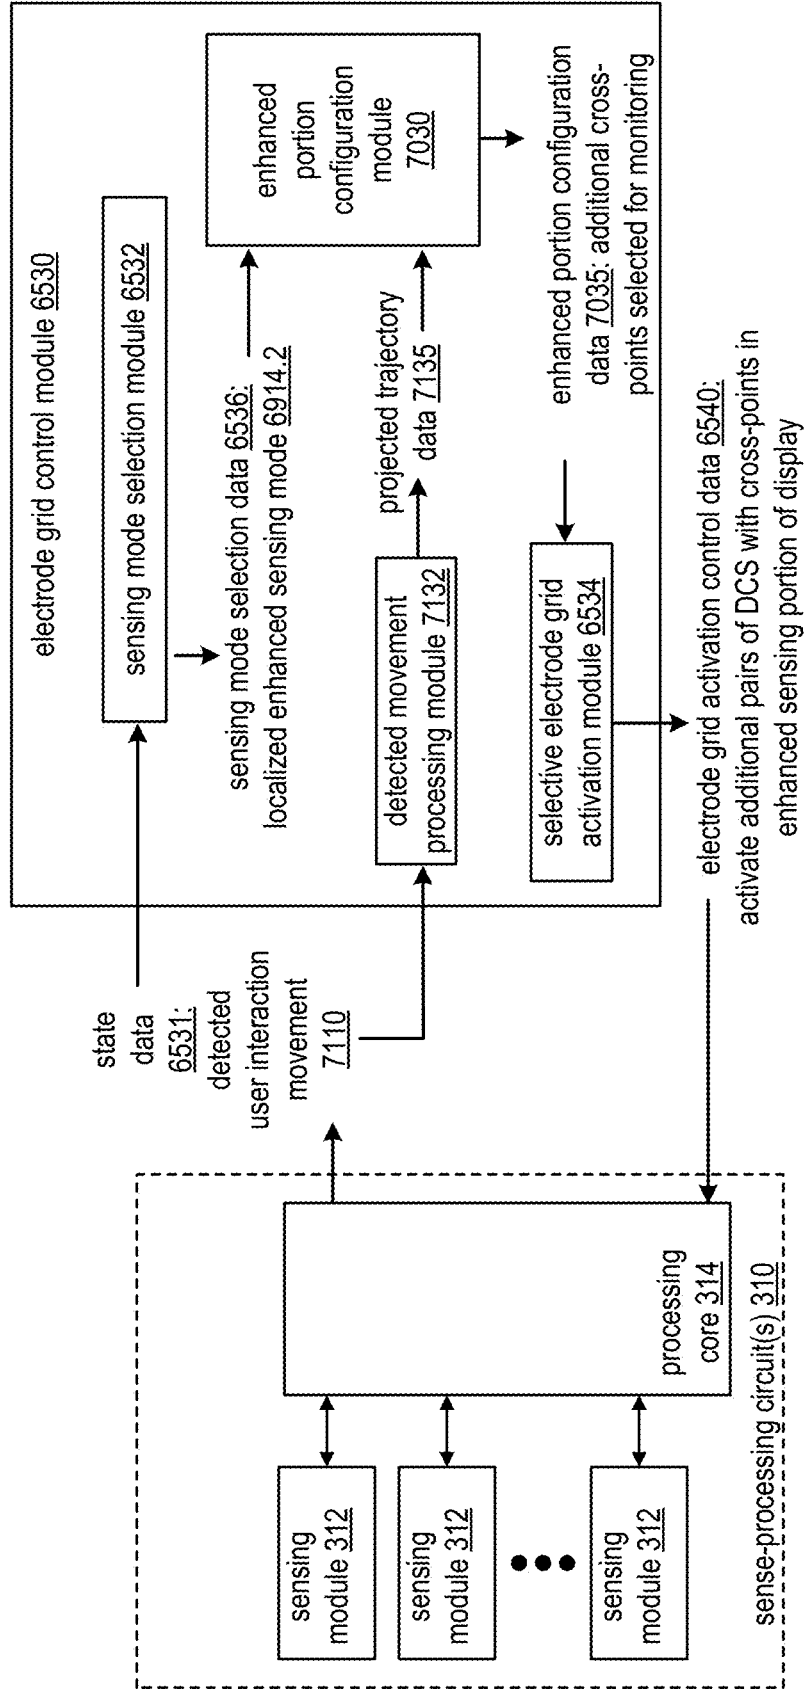 electrode grid control module 6530
sensing mode selection module 6532
sensing mode selection data 6536:
localized enhanced sensing mode 6914.2
enhanced
portion
configuration
module
7030
state
data
6531:
detected
user interaction
movement
7110
detected movement
processing module 7132
projected trajectory
data 7135
enhanced portion configuration
data 7035: additional cross-
points selected for monitoring
selective electrode grid
activation module 6534
electrode grid activation control data 6540:
activate additional pairs of DCS with cross-points in
enhanced sensing portion of display
sensing
module 312
sensing
module 312
sensing
module 312
processing
core 314
sense-processing circuit(s) 310